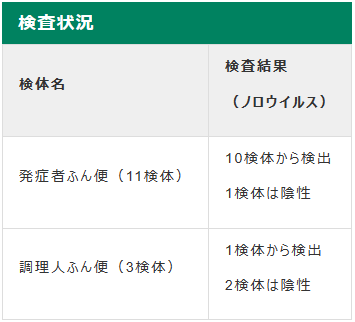 検査状況
検体名
検査結果
（ノロウイルス）
発症者ふん便（11検体）
10検体から検出
1検体は陰性
調理人ふん便（3検体）
1検体から検出
2検体は陰性